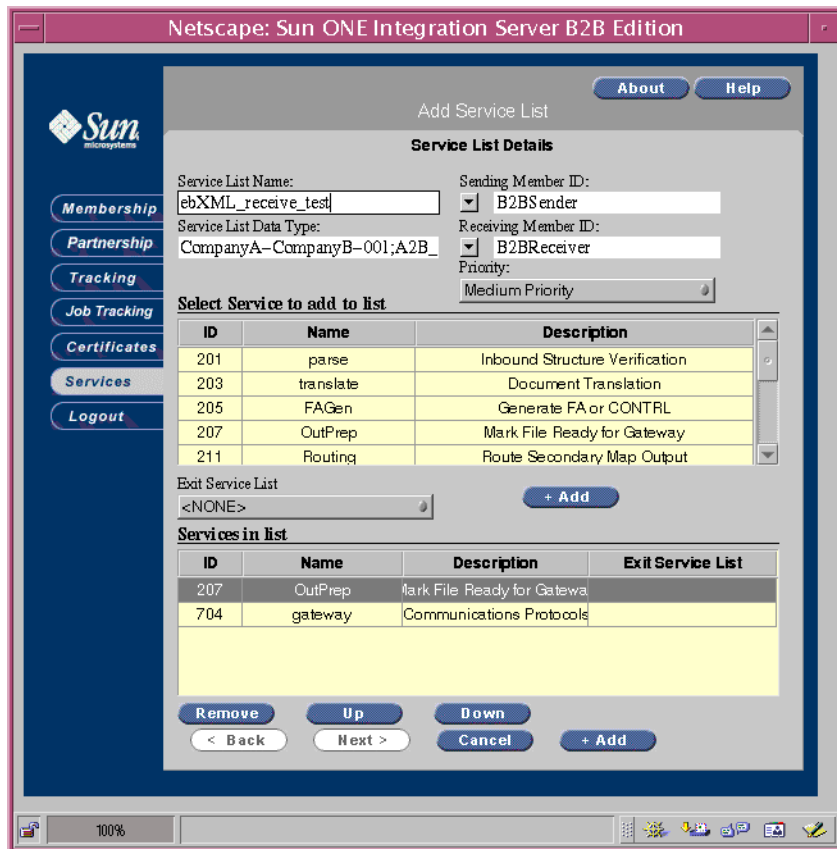 Netscape: Sun ONE Integration Server B2B Edition
About Help
Add Service List
Sun
microsystems
Service List Details
Service List Name: Sending Member ID:
ebXML_receive_test B2BSender
Service List Data Type: Receiving Member ID:
CompanyA-CompanyB-001;A2B_ B2BReceiver
Priority:
Medium Priority
Membership
Partnership
Tracking
Job Tracking
Certificates
Services
Logout
Select Service to add to list
ID Name Description
201 parse Inbound Structure Verification
203 translate Document Translation
205 FAGen Generate FA or CONTRL
207 OutPrep Mark File Ready for Gateway
211 Routing Route Secondary Map Output
Exit Service List
<NONE> + Add
Services in list
ID Name Description Exit Service List
207 OutPrep Mark File Ready for Gatewa
704 gateway Communications Protocols
Remove Up Down
< Back Next > Cancel + Add
100%